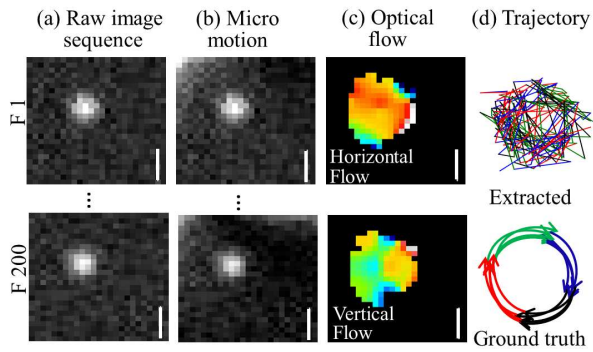 (a) Raw image
sequence
(b) Micro
motion
(c) Optical
flow
(d) Trajectory
F 1
Horizontal
Flow
Extracted
F 200
Vertical
Flow
Ground truth